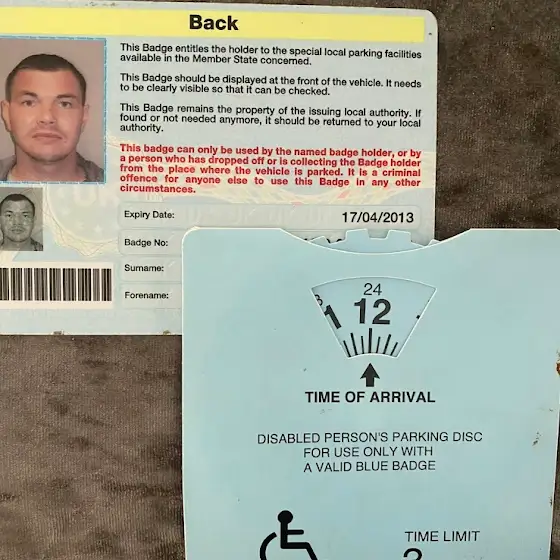 Back
This Badge entitles the holder to the special local parking facilities
available in the Member State concerned.
This Badge should be displayed at the front of the vehicle. It needs
to be clearly visible so that it can be checked.
This Badge remains the property of the issuing local authority. If
found or not needed anymore, it should be returned to your local
authority.
This badge can only be used by the named badge holder, or by
a person who has dropped off or is collecting the Badge holder
from the place where the vehicle is parked. It is a criminal
offence for anyone else to use this Badge in any other
circumstances.
Expiry Date: 17/04/2013
Badge No:
Surname:
Forename:
24
12
1
TIME OF ARRIVAL
DISABLED PERSON'S PARKING DISC
FOR USE ONLY WITH
A VALID BLUE BADGE
TIME LIMIT